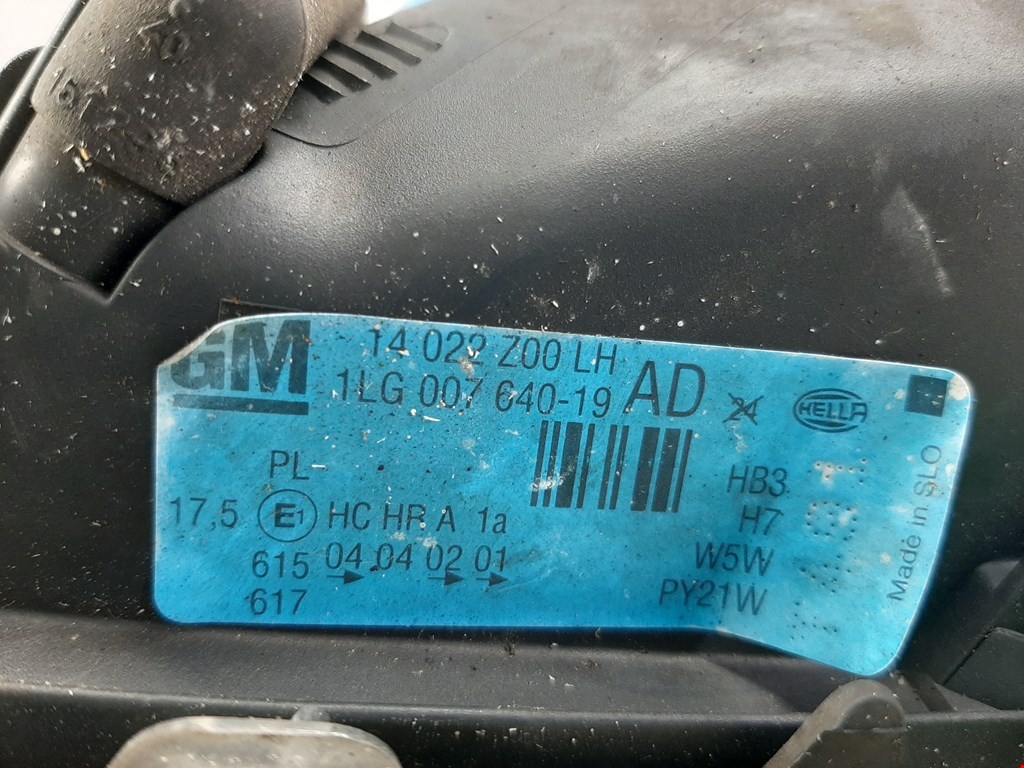 GM
14 022 Z00 LH
1LG 007 640-19 AD
24
HELLA
PL
17,5 E1 HC HR A 1a
615 04 04 02 01
617
HB3
H7
W5W
PY21W
Made in SLO